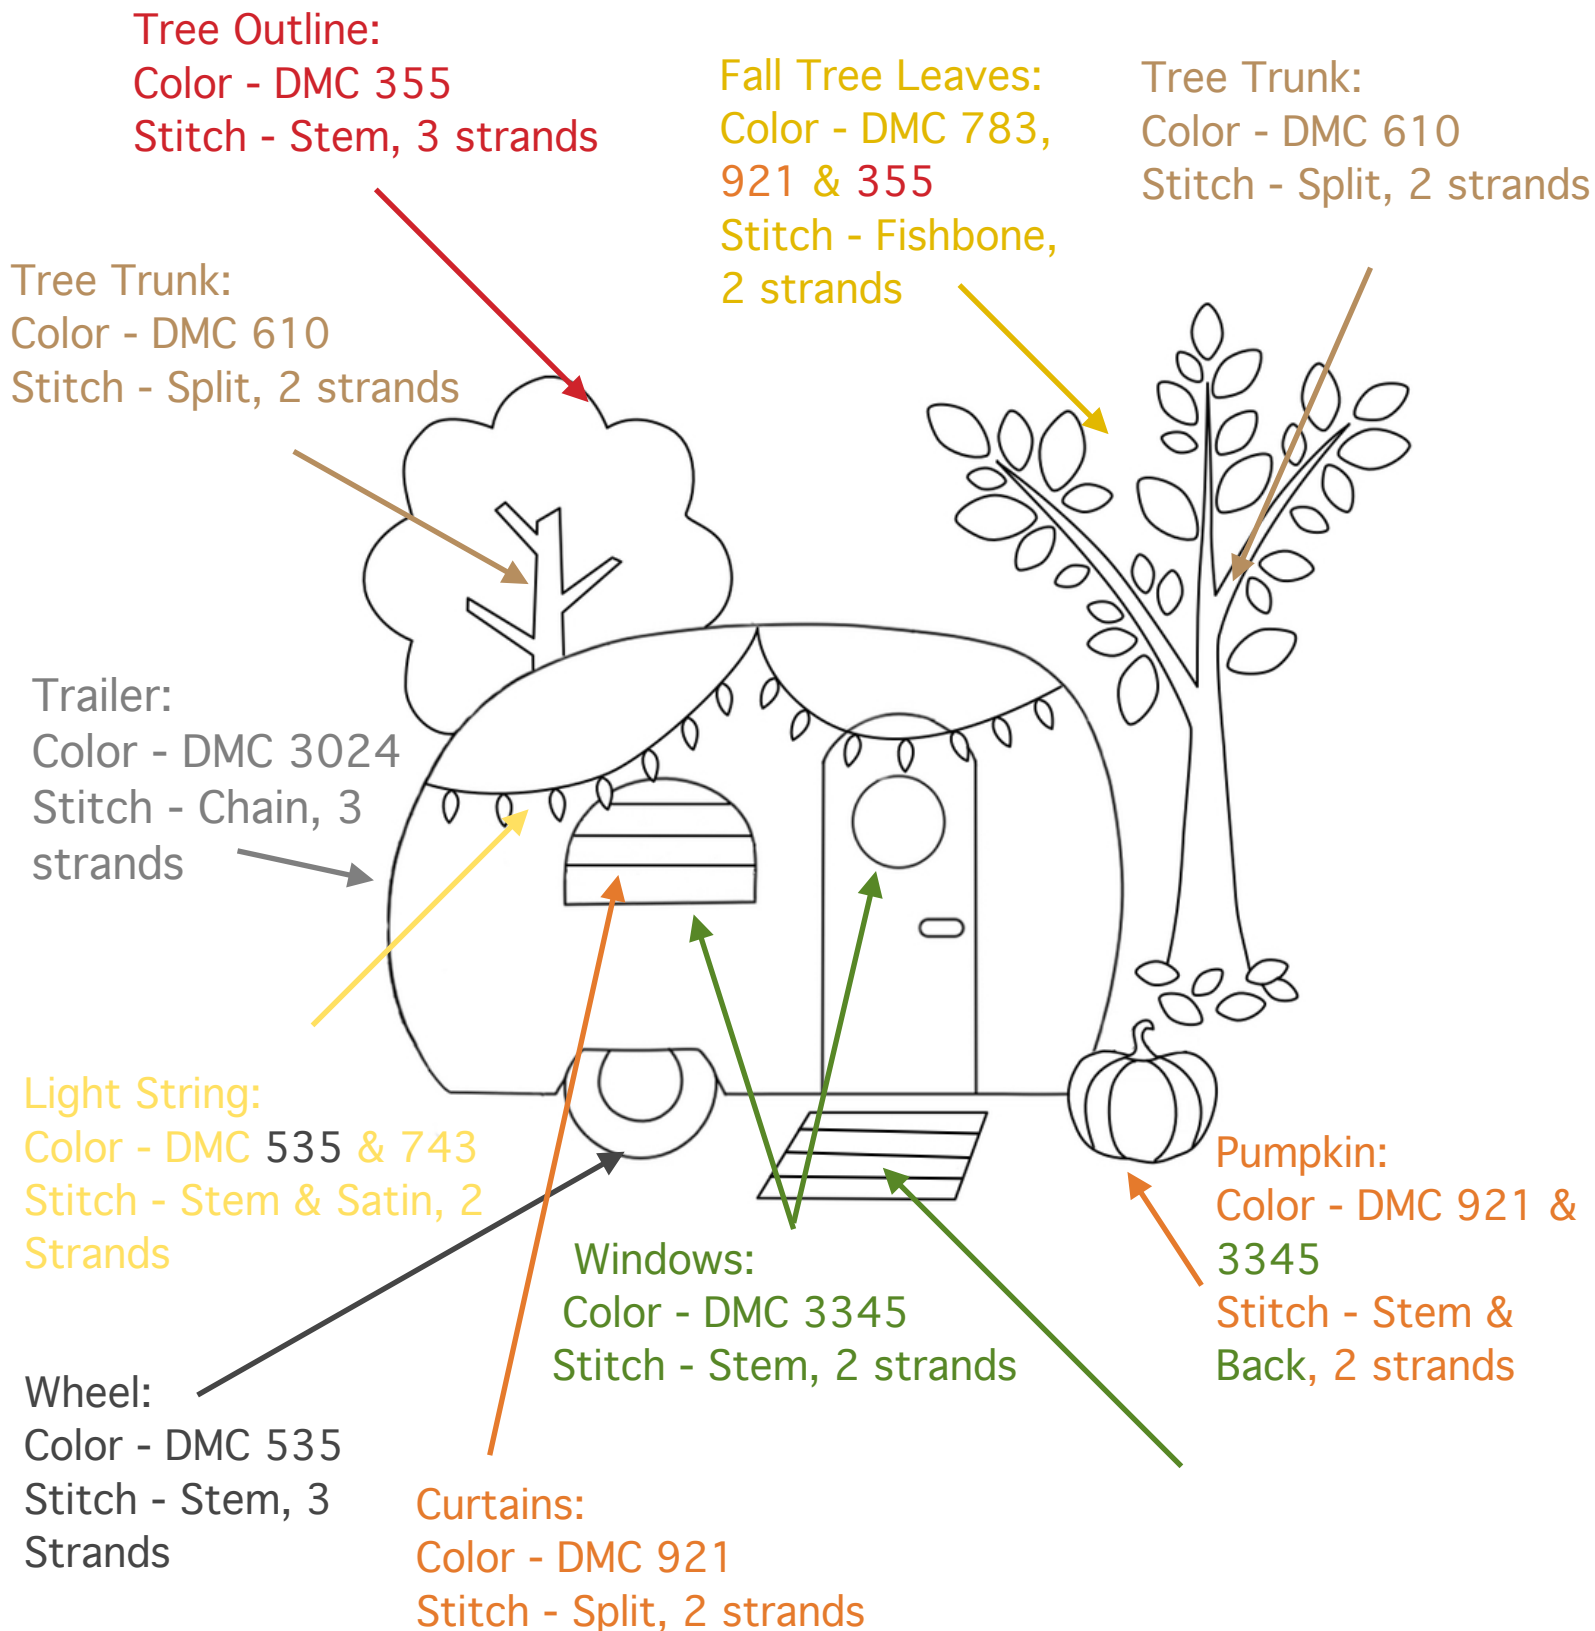 Tree Outline:
Color - DMC 355
Stitch - Stem, 3 strands
Fall Tree Leaves:
Color - DMC 783,
921 & 355
Stitch - Fishbone,
2 strands
Tree Trunk:
Color - DMC 610
Stitch - Split, 2 strands
Tree Trunk:
Color - DMC 610
Stitch - Split, 2 strands
Trailer:
Color - DMC 3024
Stitch - Chain, 3
strands
Light String:
Color - DMC 535 & 743
Stitch - Stem & Satin, 2
Strands
Pumpkin:
Color - DMC 921 &
3345
Stitch - Stem &
Back, 2 strands
Windows:
Color - DMC 3345
Stitch - Stem, 2 strands
Wheel:
Color - DMC 535
Stitch - Stem, 3
Strands
Curtains:
Color - DMC 921
Stitch - Split, 2 strands